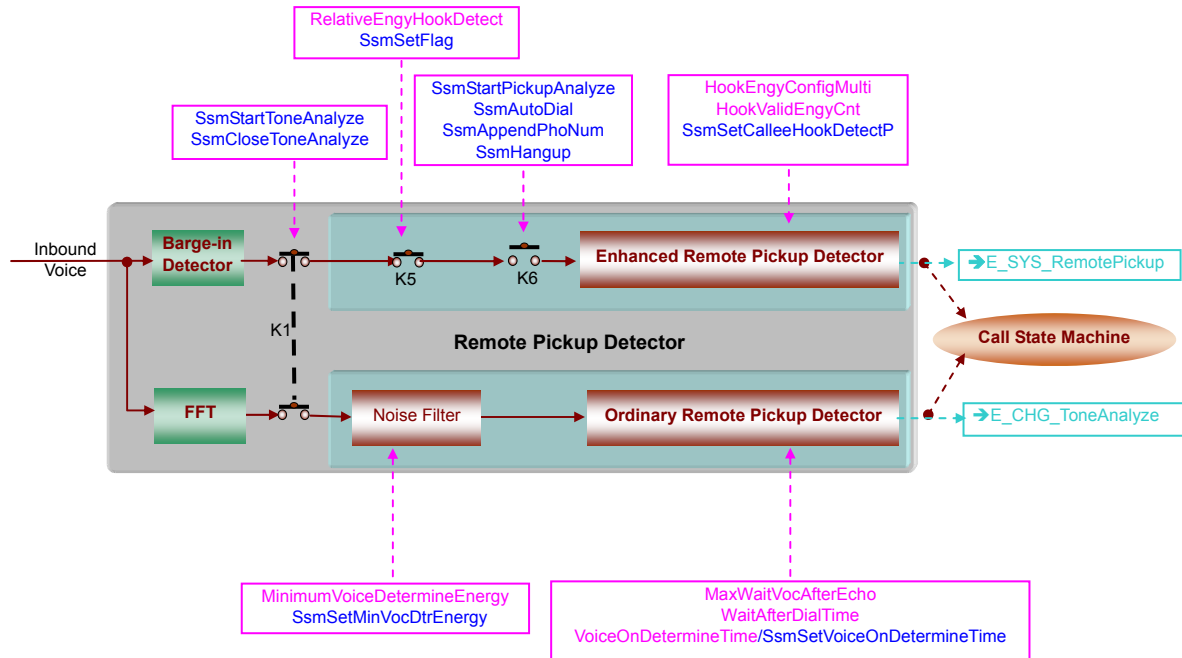 RelativeEngyHookDetect
SsmSetFlag
SsmStartPickupAnalyze
SsmAutoDial
SsmAppendPhoNum
SsmHangup
HookEngyConfigMulti
HookValidEngyCnt
SsmSetCalleeHookDetectP
SsmStartToneAnalyze
SsmCloseToneAnalyze
Inbound
Voice
Barge-in
Detector
K5
K6
Enhanced Remote Pickup Detector
➔E_SYS_RemotePickup
K1
Remote Pickup Detector
Call State Machine
FFT
Noise Filter
Ordinary Remote Pickup Detector
➔E_CHG_ToneAnalyze
MinimumVoiceDetermineEnergy
SsmSetMinVocDtrEnergy
MaxWaitVocAfterEcho
WaitAfterDialTime
VoiceOnDetermineTime/SsmSetVoiceOnDetermineTime